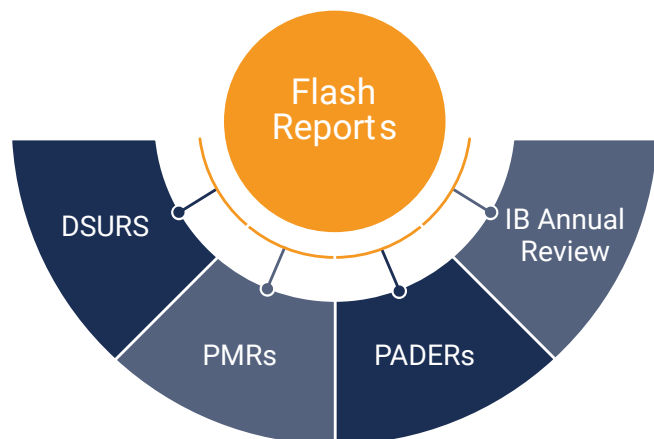 Flash
Reports
DSURS
IB Annual
Review
PMRs
PADERs